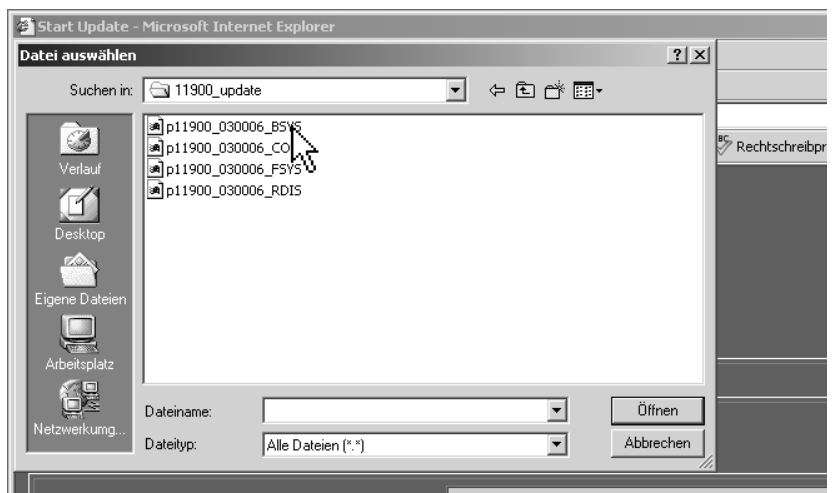 Start Update - Microsoft Internet Explorer
Datei auswählen
Suchen in: 11900_update
p11900_030006_BSYS
p11900_030006_CO
p11900_030006_FSYS
p11900_030006_RDIS
Verlauf
Desktop
Eigene Dateien
Arbeitsplatz
Netzwerkumg...
Dateiname:
Öffnen
Dateityp: Alle Dateien (*.*)
Abbrechen
ABC Rechtschreibpr